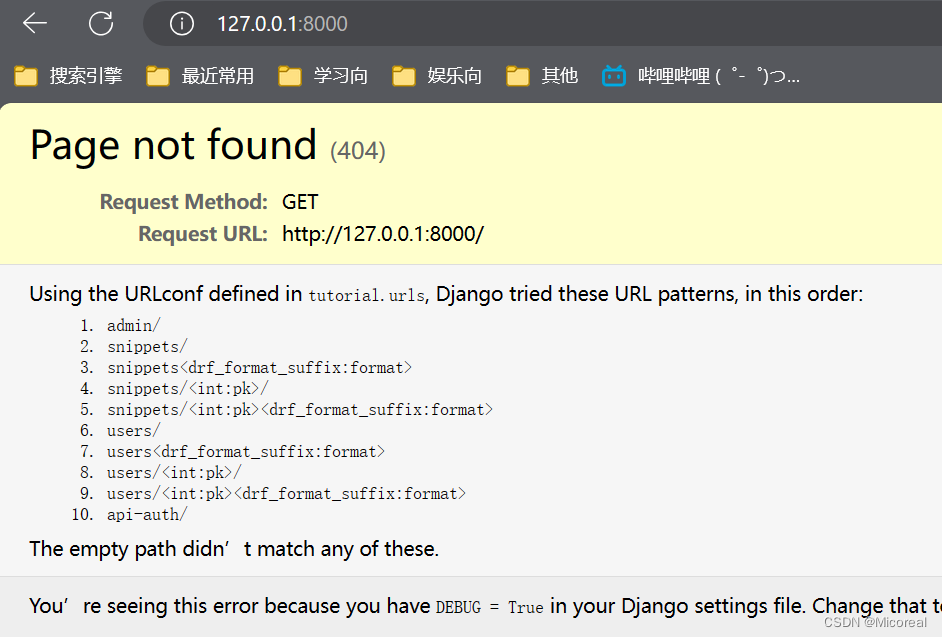 127.0.0.1:8000
搜索引擎 最近常用 学习向 娱乐向 其他 哔哩哔哩 ( ゜- ゜)つ...
Page not found (404)
Request Method: GET
Request URL: http://127.0.0.1:8000/
Using the URLconf defined in tutorial.urls, Django tried these URL patterns, in this order:
1. admin/
2. snippets/
3. snippets<drf_format_suffix:format>
4. snippets/<int:pk>/
5. snippets/<int:pk><drf_format_suffix:format>
6. users/
7. users<drf_format_suffix:format>
8. users/<int:pk>/
9. users/<int:pk><drf_format_suffix:format>
10. api-auth/
The empty path didn’t match any of these.
You’re seeing this error because you have DEBUG = True in your Django settings file. Change that t
CSDN @Micoreal